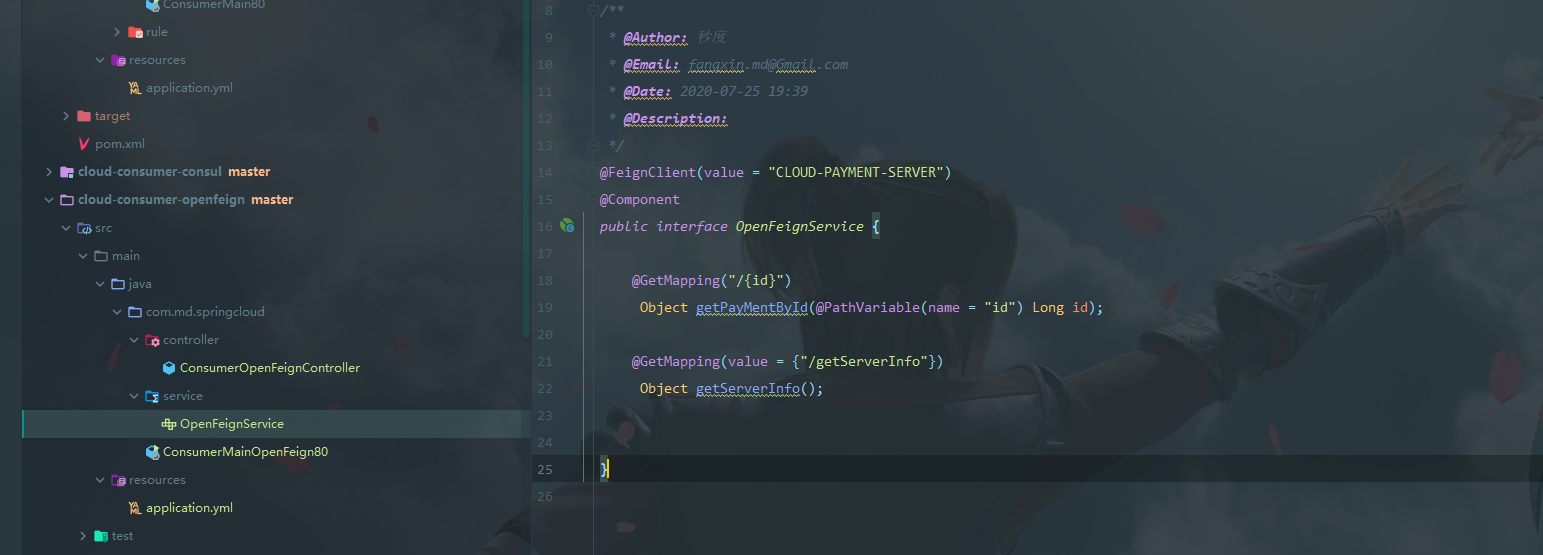 ConsumerMain80
rule
resources
application.yml
target
pom.xml
cloud-consumer-consul master
cloud-consumer-openfeign master
src
main
java
com.md.springcloud
controller
ConsumerOpenFeignController
service
OpenFeignService
ConsumerMainOpenFeign80
resources
application.yml
test
8 /**
9 * @Author: 秒度
10 * @Email: fangxin.md@Gmail.com
11 * @Date: 2020-07-25 19:39
12 * @Description:
13 */
14 @FeignClient(value = "CLOUD-PAYMENT-SERVER")
15 @Component
16 public interface OpenFeignService {
17
18 @GetMapping("/{id}")
19 Object getPayMentById(@PathVariable(name = "id") Long id);
20
21 @GetMapping(value = {"/getServerInfo"})
22 Object getServerInfo();
23
24
25 }
26